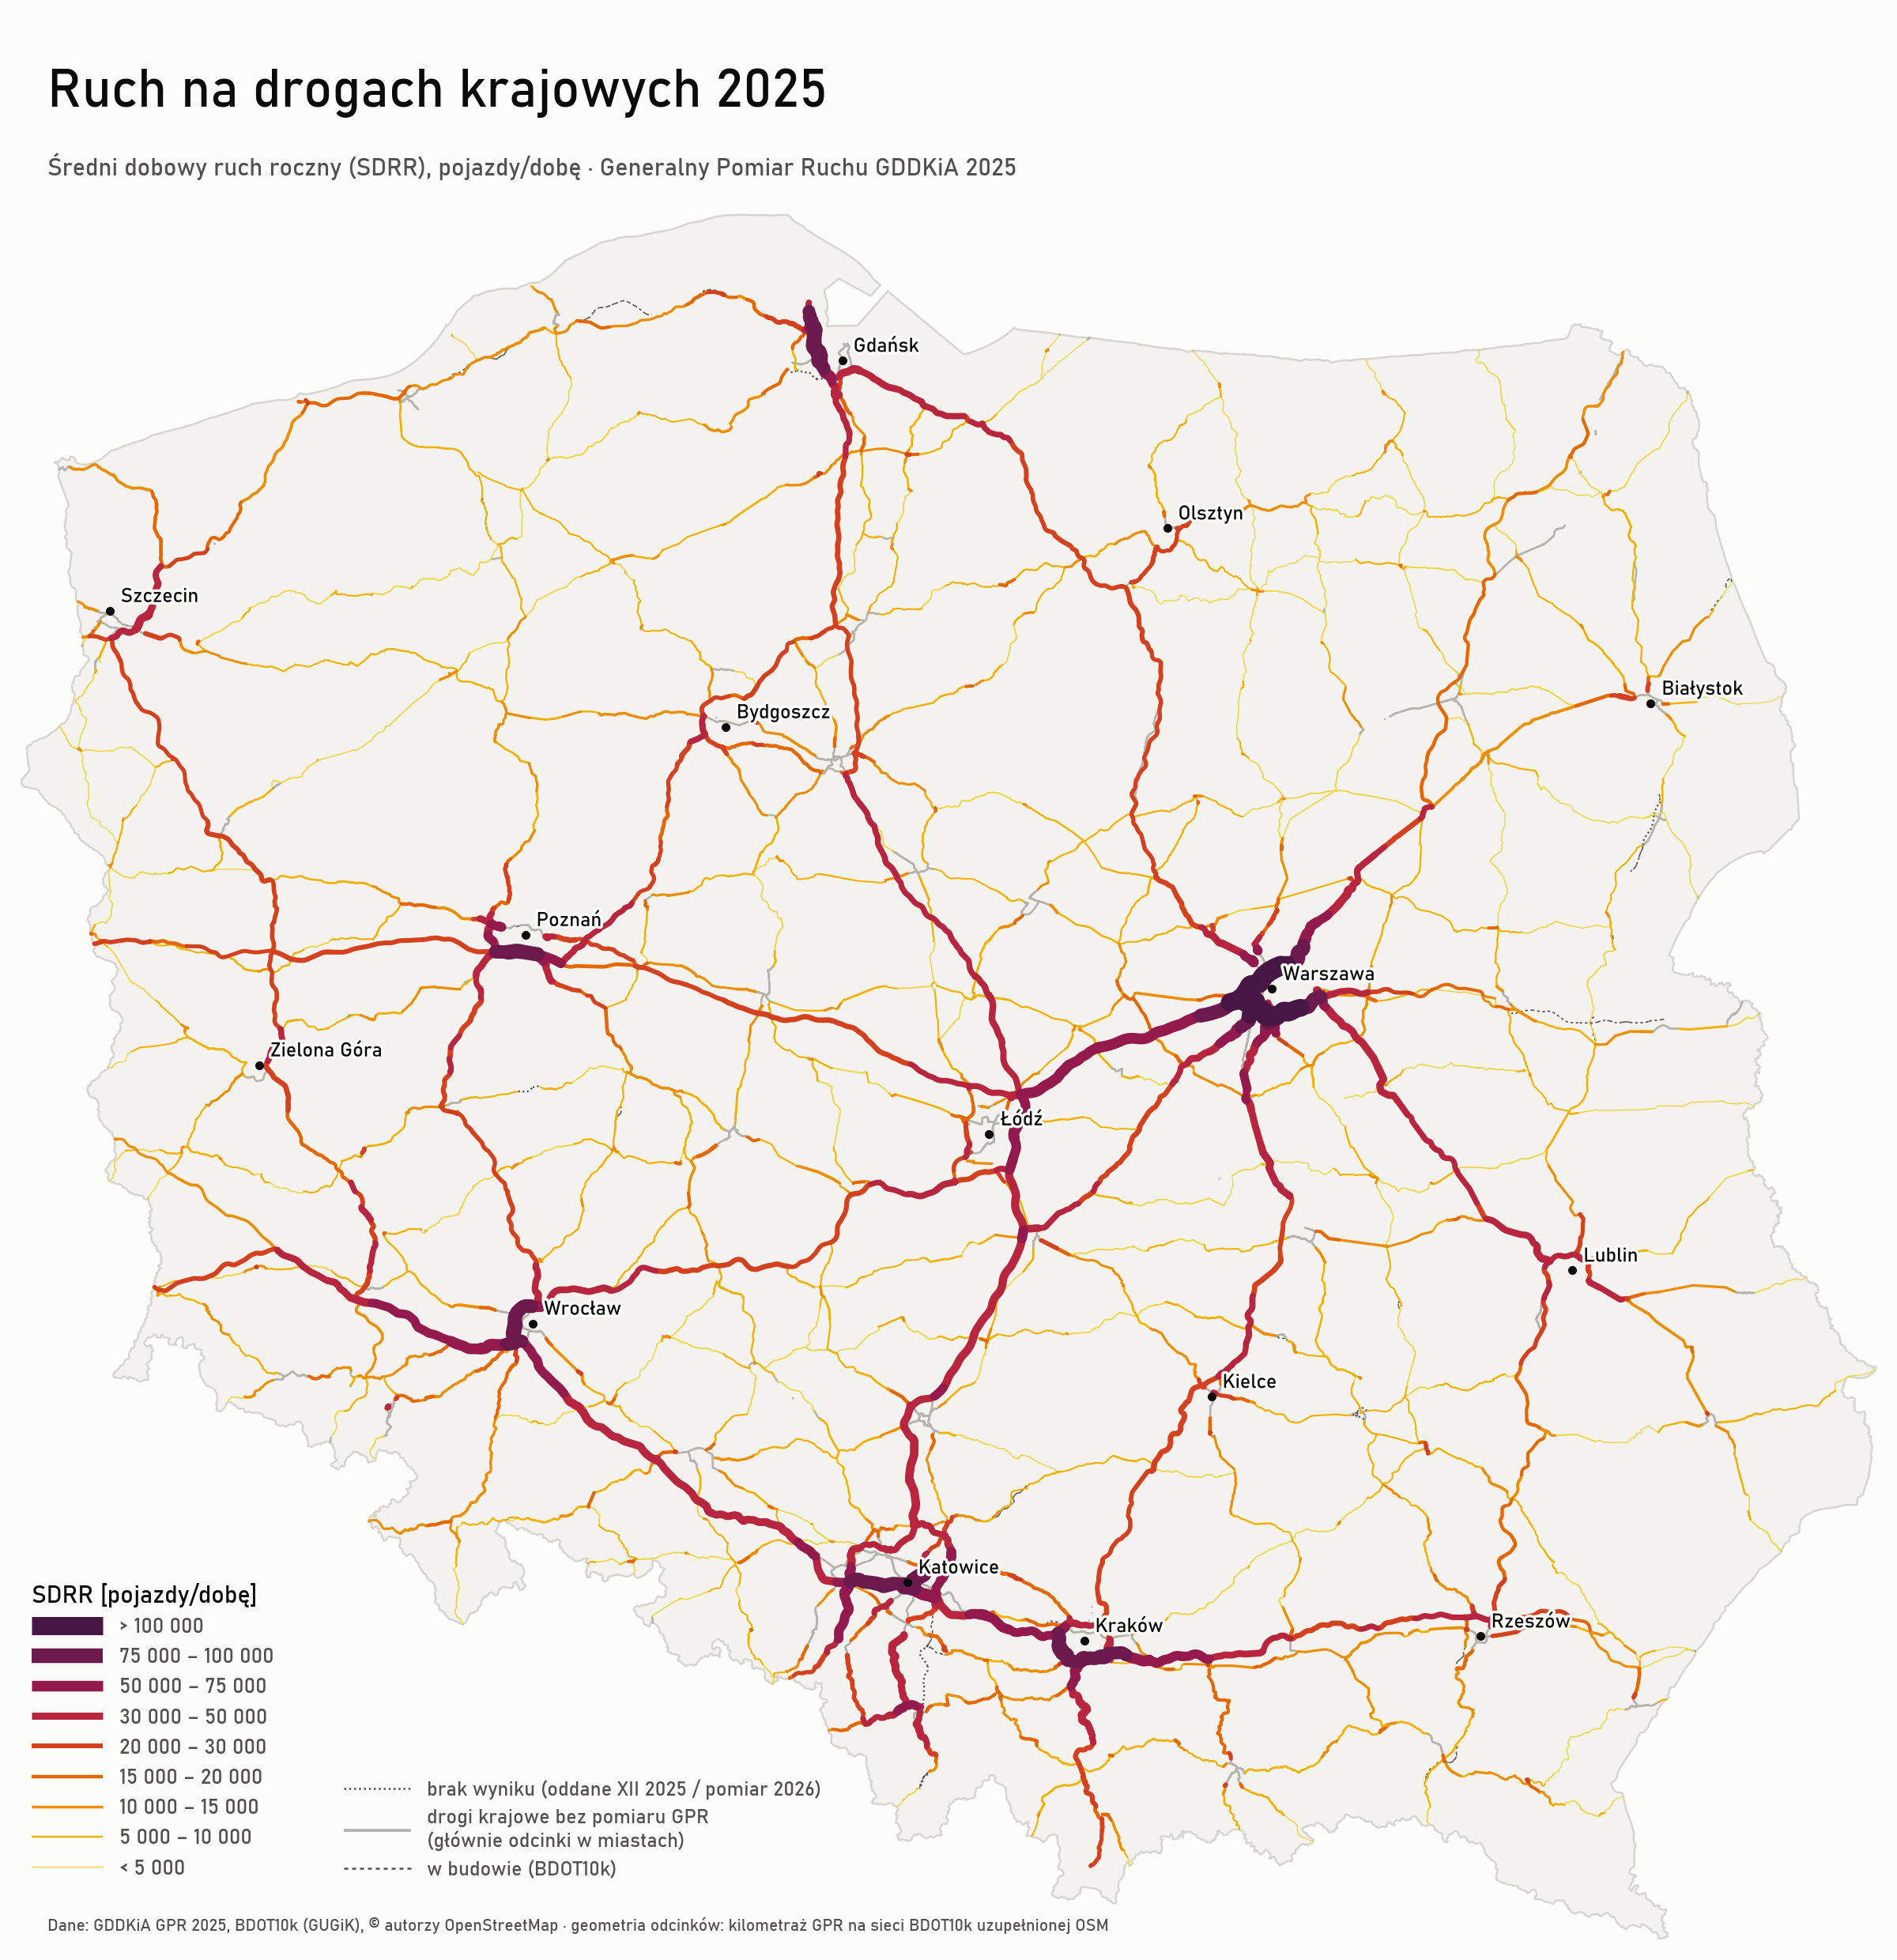 Ruch na drogach krajowych 2025
Średni dobowy ruch roczny (SDRR), pojazdy/dobę · Generalny Pomiar Ruchu GDDKiA 2025
Gdańsk
Olsztyn
Szczecin
Białystok
Bydgoszcz
Poznań
Warszawa
Zielona Góra
Łódź
Lublin
Wrocław
Kielce
Katowice
Kraków
Rzeszów
SDRR [pojazdy/dobę]
> 100 000
75 000 – 100 000
50 000 – 75 000
30 000 – 50 000
20 000 – 30 000
15 000 – 20 000
10 000 – 15 000
5 000 – 10 000
< 5 000
brak wyniku (oddane XII 2025 / pomiar 2026)
drogi krajowe bez pomiaru GPR
(głównie odcinki w miastach)
w budowie (BDOT10k)
Dane: GDDKiA GPR 2025, BDOT10k (GUGiK), © autorzy OpenStreetMap · geometria odcinków: kilometraż GPR na sieci BDOT10k uzupełnionej OSM